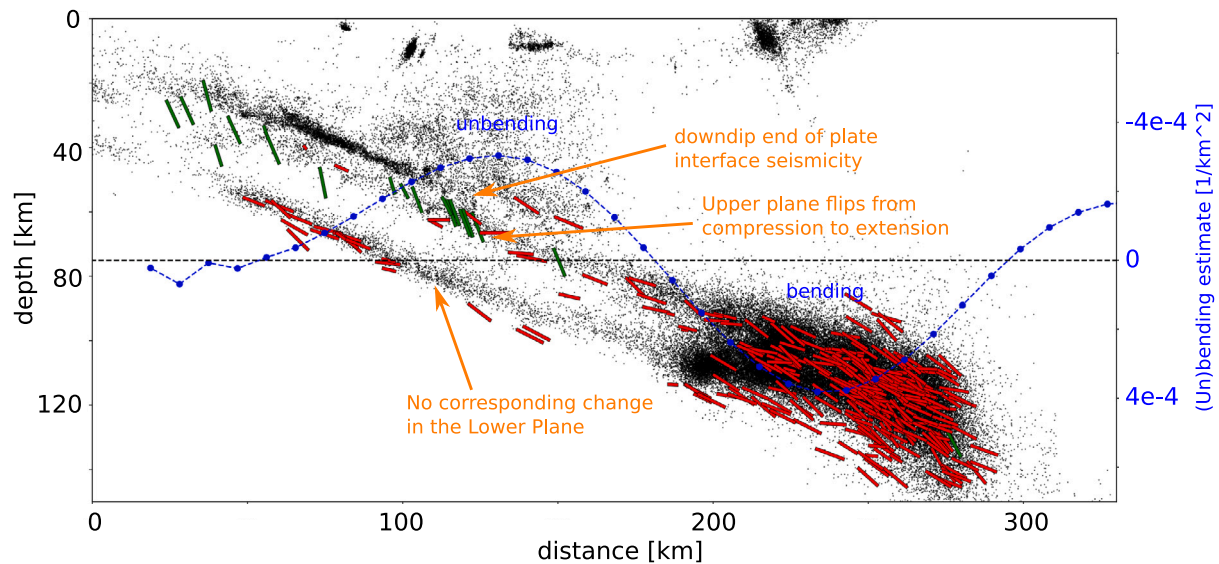 0
40
80
120
depth [km]
0
100
200
300
distance [km]
-4e-4
0
4e-4
(Un)bending estimate [1/km^2]
unbending
bending
downdip end of plate
interface seismicity
Upper plane flips from
compression to extension
No corresponding change
in the Lower Plane